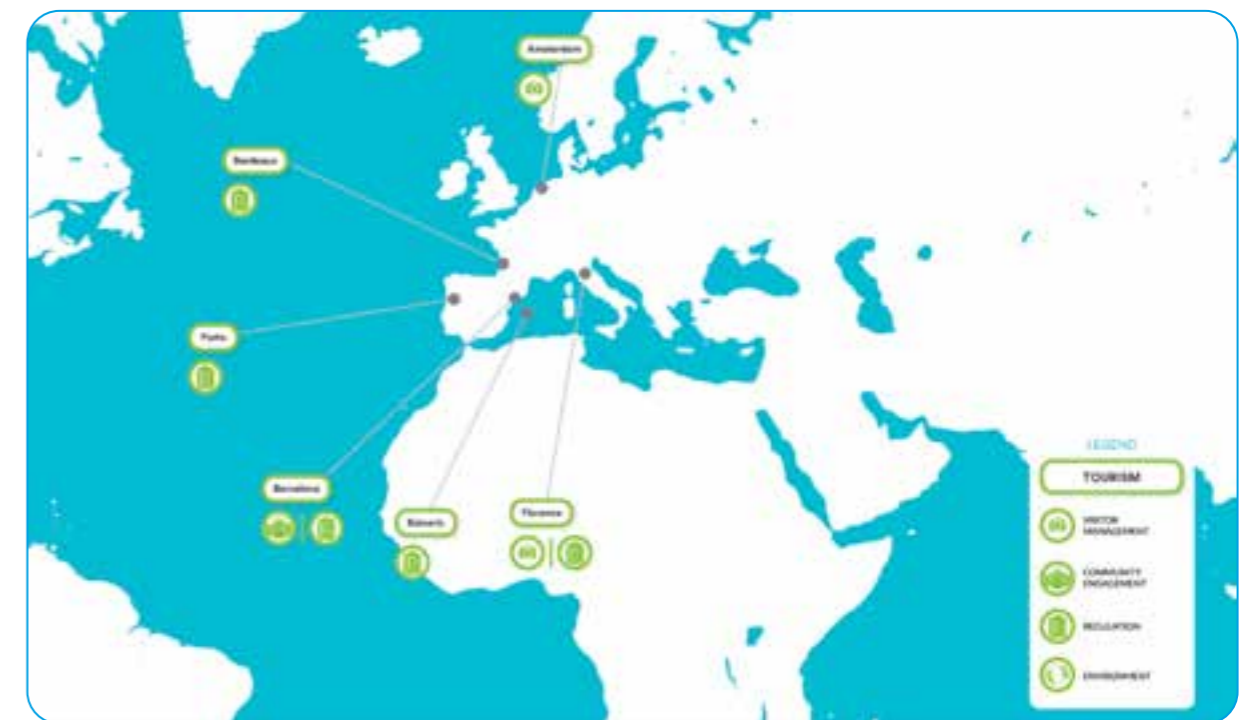 Amsterdam
Bordeaux
Porto
Barcelona
Balearic
Florence
LEGEND
TOURISM
VISITOR
MANAGEMENT
COMMUNITY
ENGAGEMENT
REGULATION
ENVIRONMENT